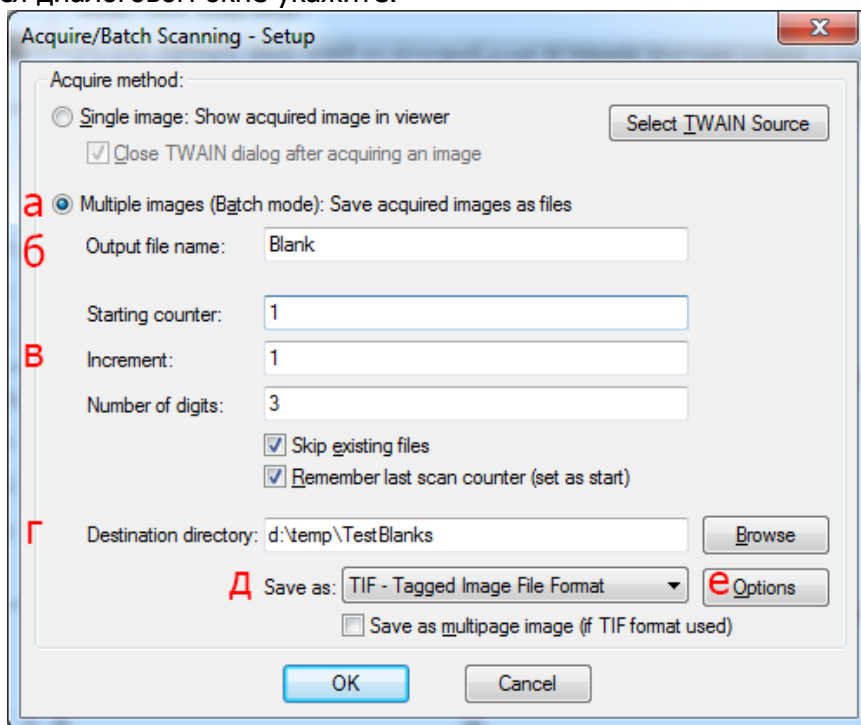 ся диалоговом окне укажите:
Acquire/Batch Scanning - Setup
Acquire method:
Single image: Show acquired image in viewer
Select TWAIN Source
Close TWAIN dialog after acquiring an image
а Multiple images (Batch mode): Save acquired images as files
б Output file name: Blank
Starting counter: 1
в Increment: 1
Number of digits: 3
Skip existing files
Remember last scan counter (set as start)
г Destination directory: d:\temp\TestBlanks Browse
д Save as: TIF - Tagged Image File Format е Options
Save as multipage image (if TIF format used)
OK Cancel